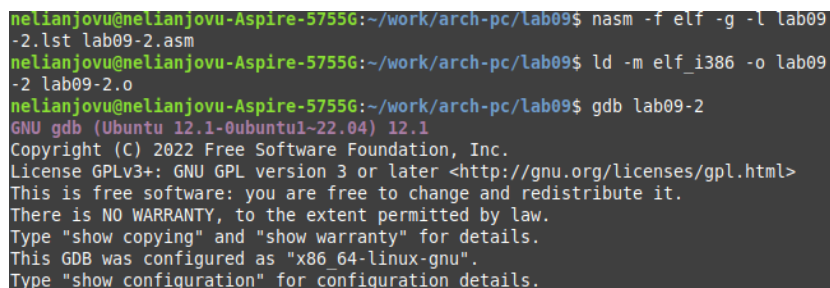 nelianjovu@nelianjovu-Aspire-5755G:~/work/arch-pc/lab09$ nasm -f elf -g -l lab09
-2.lst lab09-2.asm
nelianjovu@nelianjovu-Aspire-5755G:~/work/arch-pc/lab09$ ld -m elf_i386 -o lab09
-2 lab09-2.o
nelianjovu@nelianjovu-Aspire-5755G:~/work/arch-pc/lab09$ gdb lab09-2
GNU gdb (Ubuntu 12.1-0ubuntu1~22.04) 12.1
Copyright (C) 2022 Free Software Foundation, Inc.
License GPLv3+: GNU GPL version 3 or later <http://gnu.org/licenses/gpl.html>
This is free software: you are free to change and redistribute it.
There is NO WARRANTY, to the extent permitted by law.
Type "show copying" and "show warranty" for details.
This GDB was configured as "x86_64-linux-gnu".
Type "show configuration" for configuration details.